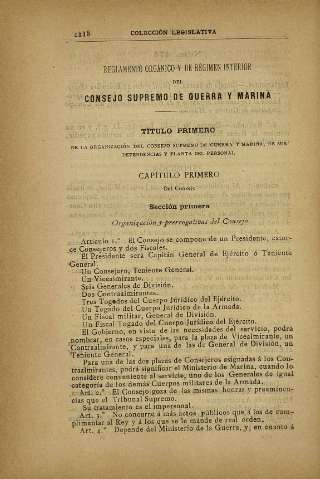 1218 COLECCIÓN LEGISLATIVA
REGLAMENTO ORGÁNICO Y DE RÉGIMEN INTERIOR
DEL
CONSEJO SUPREMO DE GUERRA Y MARINA
TÍTULO PRIMERO
DE LA ORGANIZACIÓN DEL CONSEJO SUPREMO DE GUERRA Y MARINA, DE SUS
DEPENDENCIAS Y PLANTA DEL PERSONAL
CAPÍTULO PRIMERO
Del Consejo
Sección primera
Organización y prerrogativas del Consejo
Artículo 1.º El Consejo se compone de un Presidente, cator-
ce Consejeros y dos Fiscales.
El Presidente será Capitán General de Ejército ó Teniente
General.
Un Consejero, Teniente General.
Un Vicealmirante.
Seis Generales de División.
Dos Contraalmirantes.
Tres Togados del Cuerpo Jurídico del Ejército.
Un Togado del Cuerpo Jurídico de la Armada.
Un Fiscal militar, General de División.
Un Fiscal Togado del Cuerpo Jurídico del Ejército.
El Gobierno, en vista de las necesidades del servicio, podrá
nombrar, en casos especiales, para la plaza de Vicealmirante, un
Contraalmirante, y para una de las de General de División, un
Teniente General.
Para una de las dos plazas de Consejeros asignadas á los Con-
traalmirantes, podrá significar el Ministerio de Marina, cuando lo
considere conveniente al servicio, uno de los Generales de igual
categoría de los demás Cuerpos militares de la Armada.
Art. 2.º El Consejo goza de las mismas honras y preeminen-
cias que el Tribunal Supremo.
Su tratamiento es el impersonal.
Art. 3.º No concurre á más actos públicos que á los de cum-
plimentar al Rey y á los que se le mande de real orden.
Art. 4.º Depende del Ministerio de la Guerra, y, en cuanto á